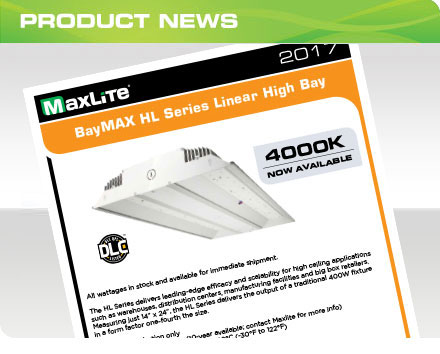 PRODUCT NEWS
2017
MAXLITE®
BayMAX HL Series Linear High Bay
4000K
NOW AVAILABLE
DLC
All wattages in stock and available for immediate shipment.
The HL Series delivers leading-edge efficacy and scalability for high ceiling applications
such as warehouses, distribution centers, manufacturing facilities and big box retailers.
Measuring just 14" x 24", the HL Series delivers the output of a traditional 400W fixture
in a form factor one-fourth the size.
only
-year available; contact MaxLite for more info)
(-30°F to 122°F)